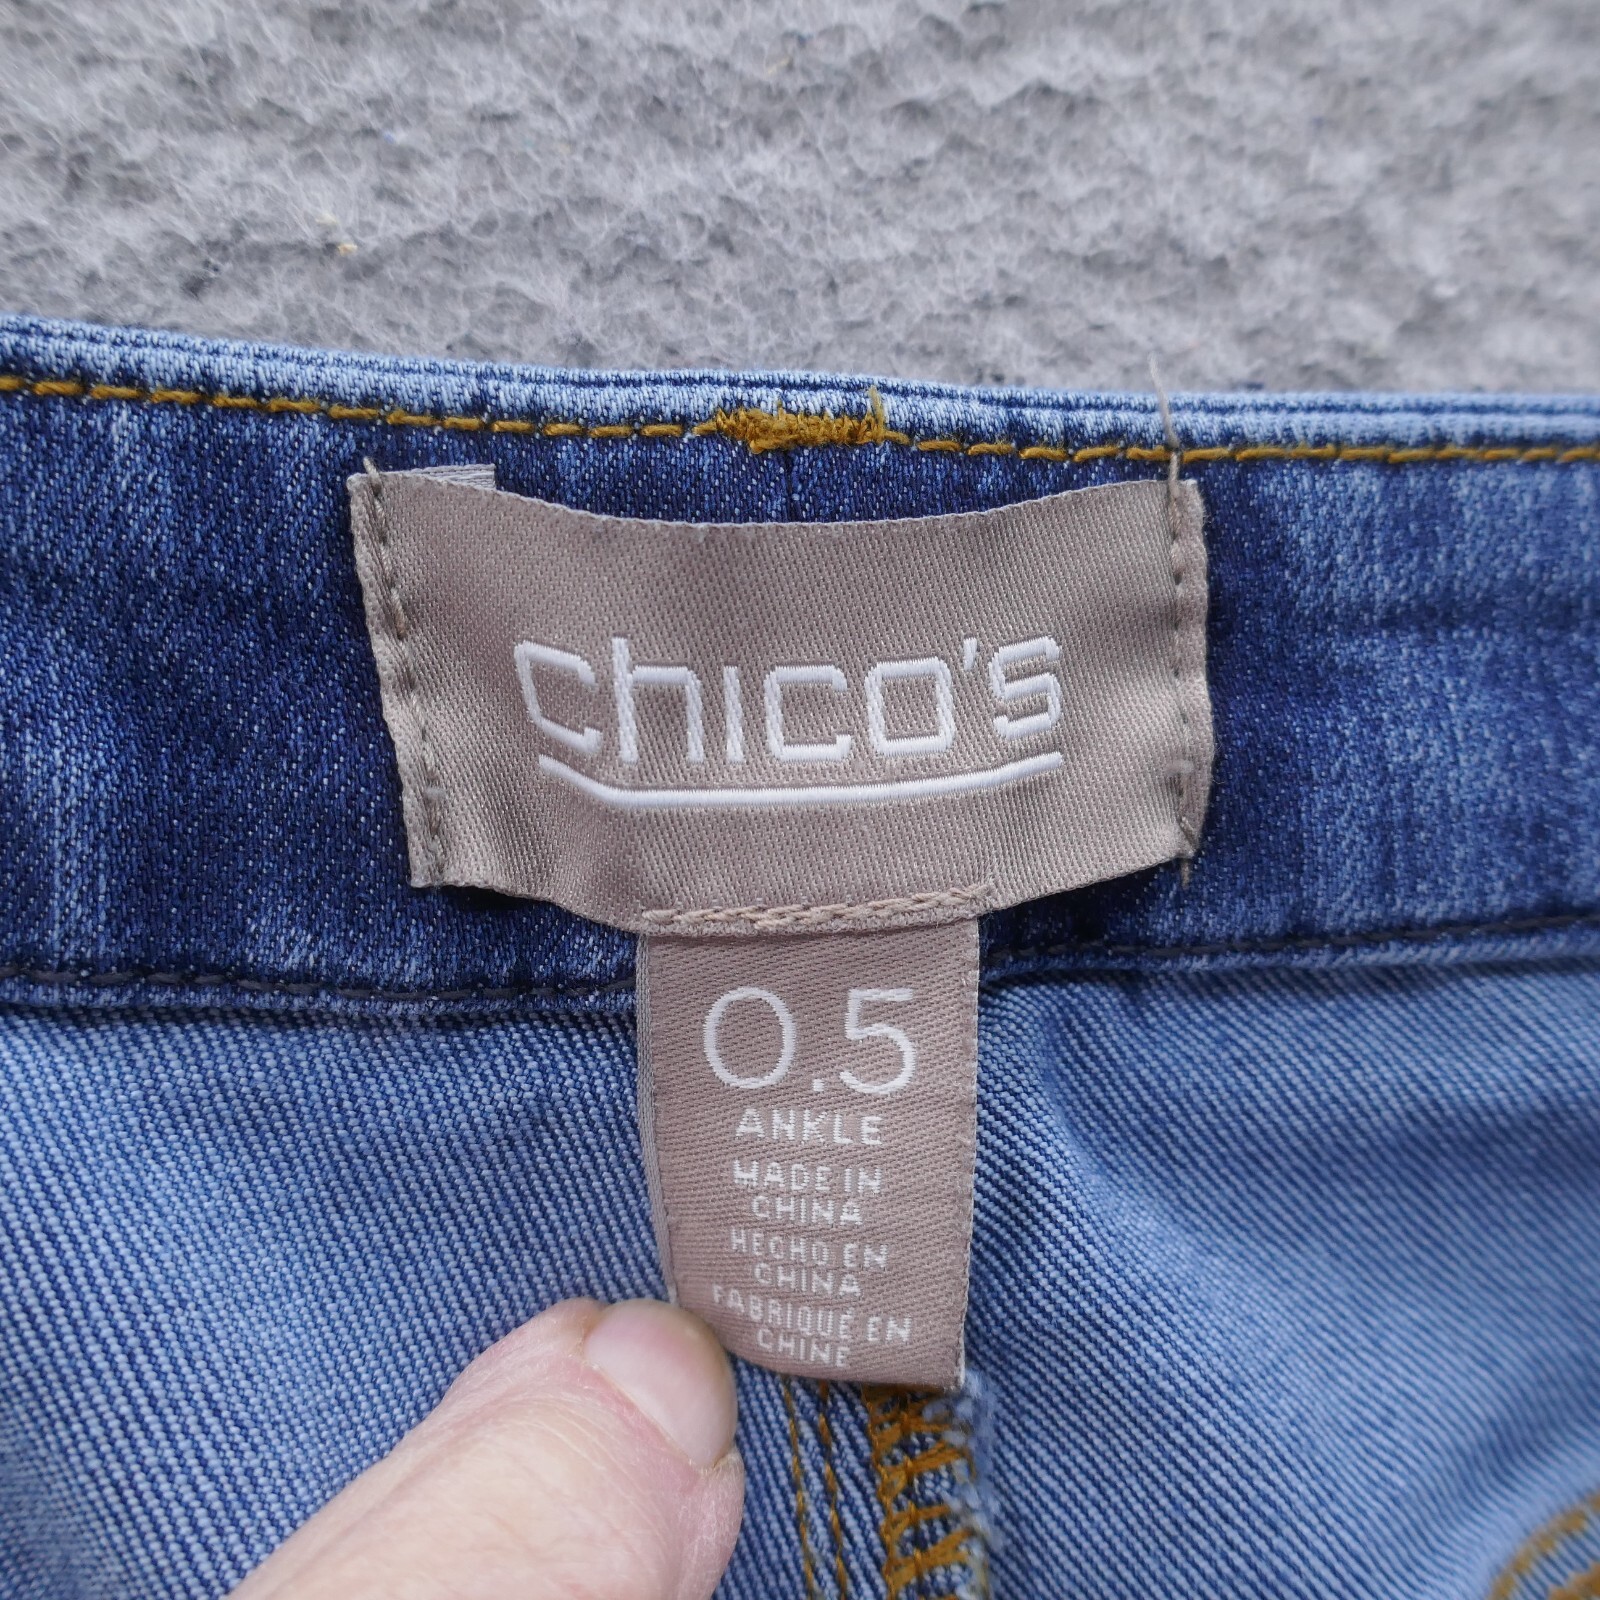 chico's
0.5
ANKLE
MADE IN
CHINA
HECHO EN
CHINA
FABRIQUÉ EN
CHINE